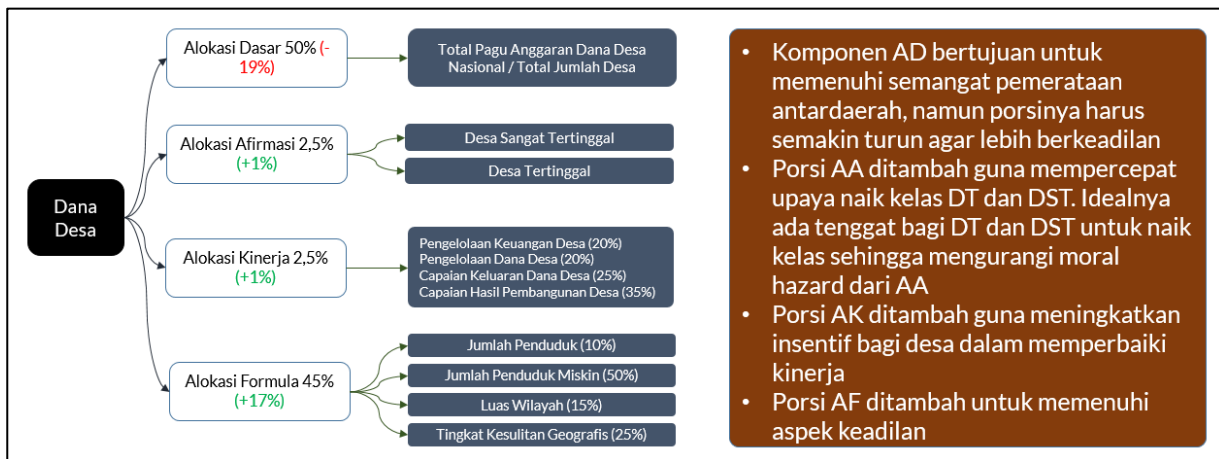 Dana
Desa
Alokasi Dasar 50% (-
19%)
Total Pagu Anggaran Dana Desa
Nasional / Total Jumlah Desa
Alokasi Afirmasi 2,5%
(+1%)
Desa Sangat Tertinggal
Desa Tertinggal
Alokasi Kinerja 2,5%
(+1%)
Pengelolaan Keuangan Desa (20%)
Pengelolaan Dana Desa (20%)
Capaian Keluaran Dana Desa (25%)
Capaian Hasil Pembangunan Desa (35%)
Alokasi Formula 45%
(+17%)
Jumlah Penduduk (10%)
Jumlah Penduduk Miskin (50%)
Luas Wilayah (15%)
Tingkat Kesulitan Geografis (25%)
• Komponen AD bertujuan untuk
memenuhi semangat pemerataan
antardaerah, namun porsinya harus
semakin turun agar lebih berkeadilan
• Porsi AA ditambah guna mempercepat
upaya naik kelas DT dan DST. Idealnya
ada tenggat bagi DT dan DST untuk naik
kelas sehingga mengurangi moral
hazard dari AA
• Porsi AK ditambah guna meningkatkan
insentif bagi desa dalam memperbaiki
kinerja
• Porsi AF ditambah untuk memenuhi
aspek keadilan